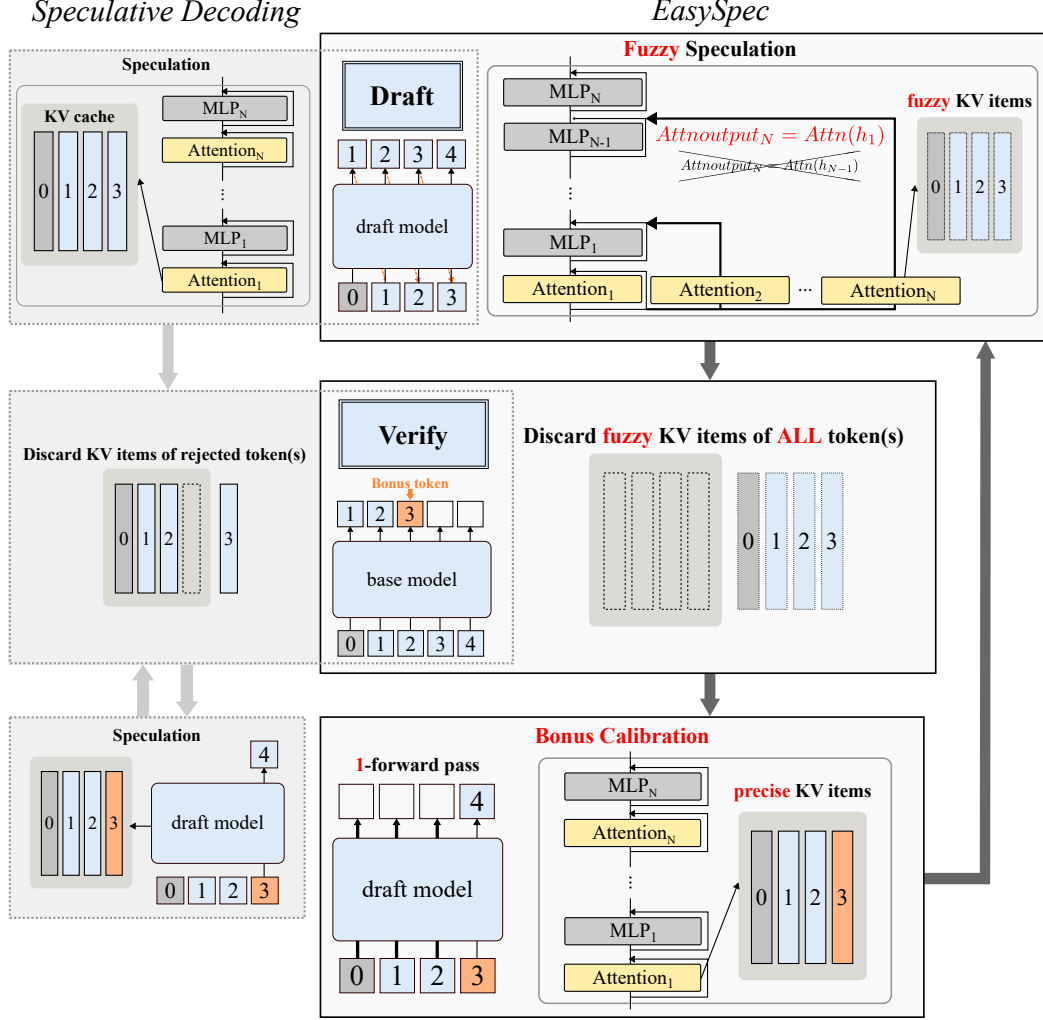 Speculative Decoding
EasySpec
Speculation
KV cache
0 1 2 3
MLP_N
Attention_N
...
MLP_1
Attention_1
Draft
1 2 3 4
draft model
0 1 2 3
Fuzzy Speculation
MLP_N
MLP_N-1
Attnoutput_N = Attn(h_1)
Attnoutput_N = Attn(h_N-1)
...
MLP_1
Attention_1
Attention_2
...
Attention_N
fuzzy KV items
0 1 2 3
Discard KV items of rejected token(s)
0 1 2 3
Verify
Bonus token
1 2 3
base model
0 1 2 3 4
Discard fuzzy KV items of ALL token(s)
0 1 2 3
Speculation
0 1 2 3
4
draft model
0 1 2 3
Bonus Calibration
1-forward pass
4
draft model
0 1 2 3
MLP_N
Attention_N
...
MLP_1
Attention_1
precise KV items
0 1 2 3